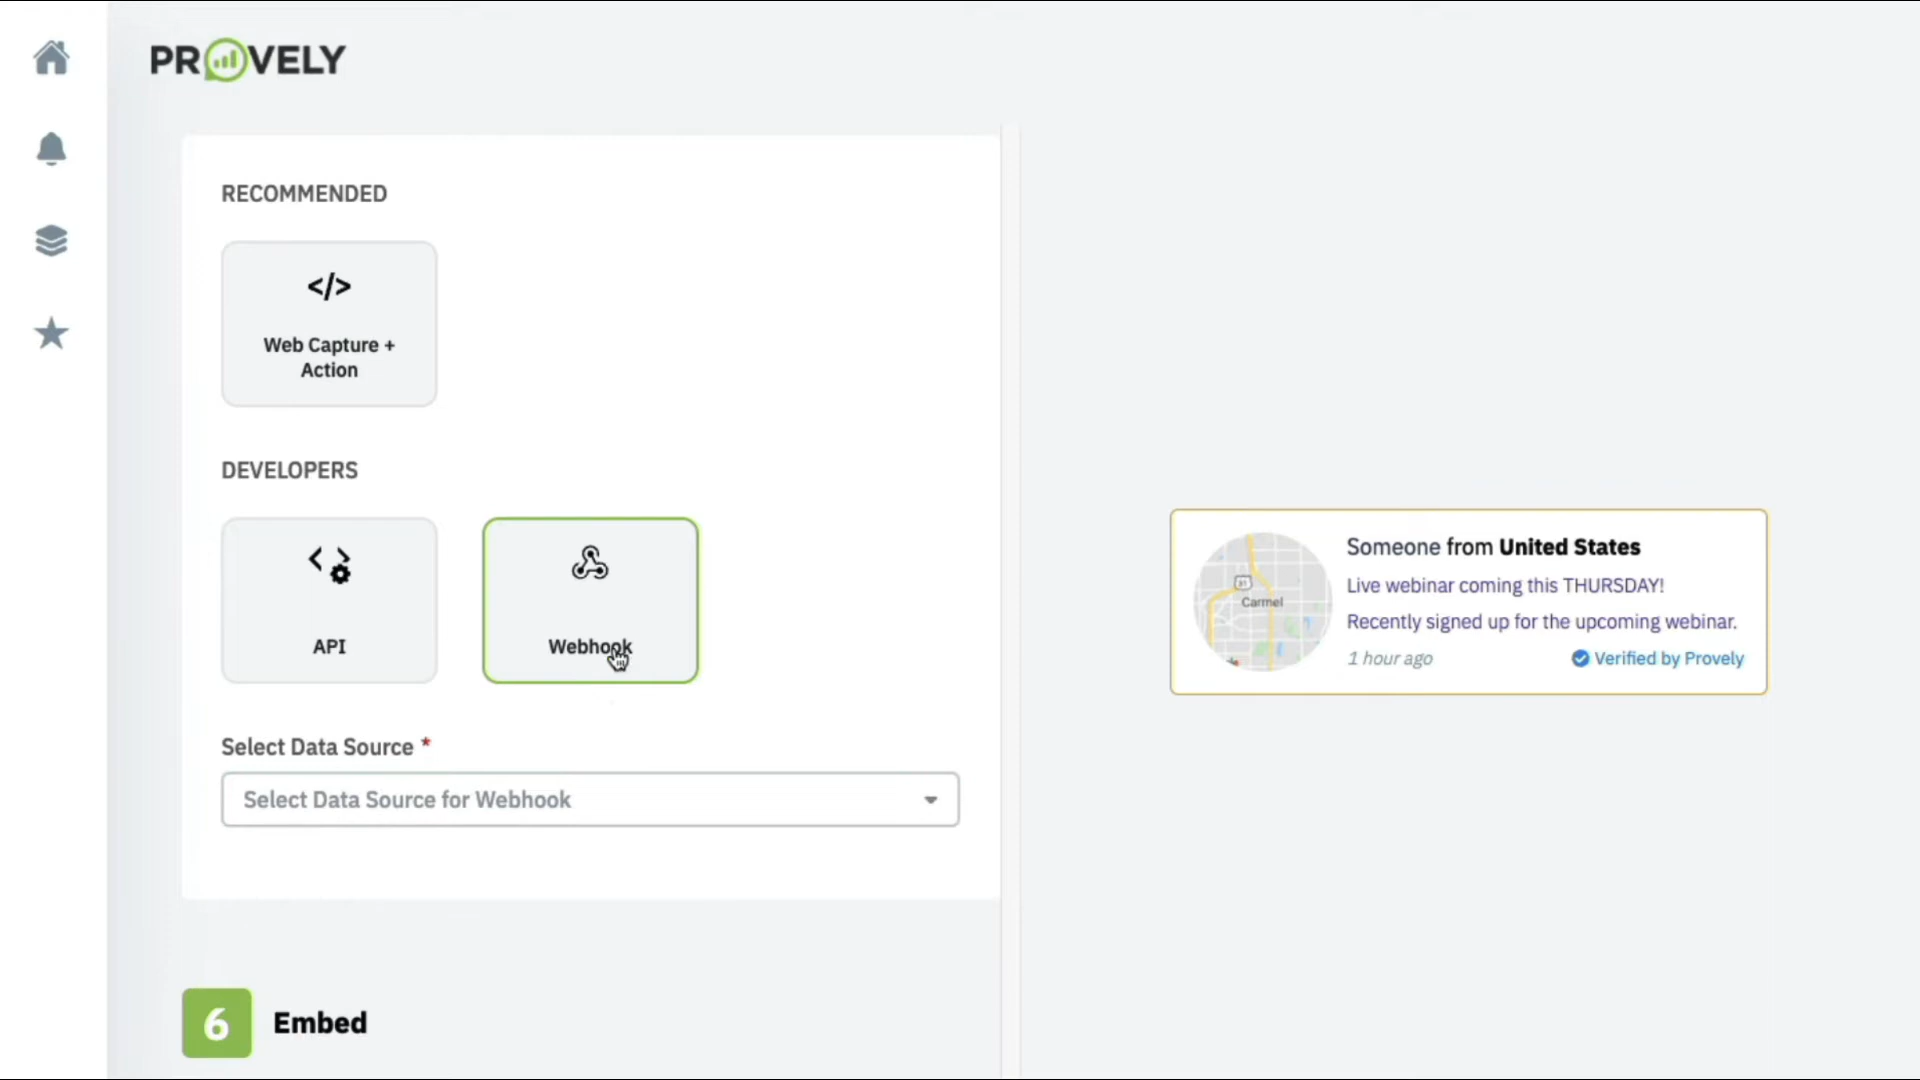 PROVELY
RECOMMENDED
</>
Web Capture +
Action
DEVELOPERS
API
Webhook
Select Data Source *
Select Data Source for Webhook
6 Embed
31
Carmel
Someone from United States
Live webinar coming this THURSDAY!
Recently signed up for the upcoming webinar.
1 hour ago
Verified by Provely